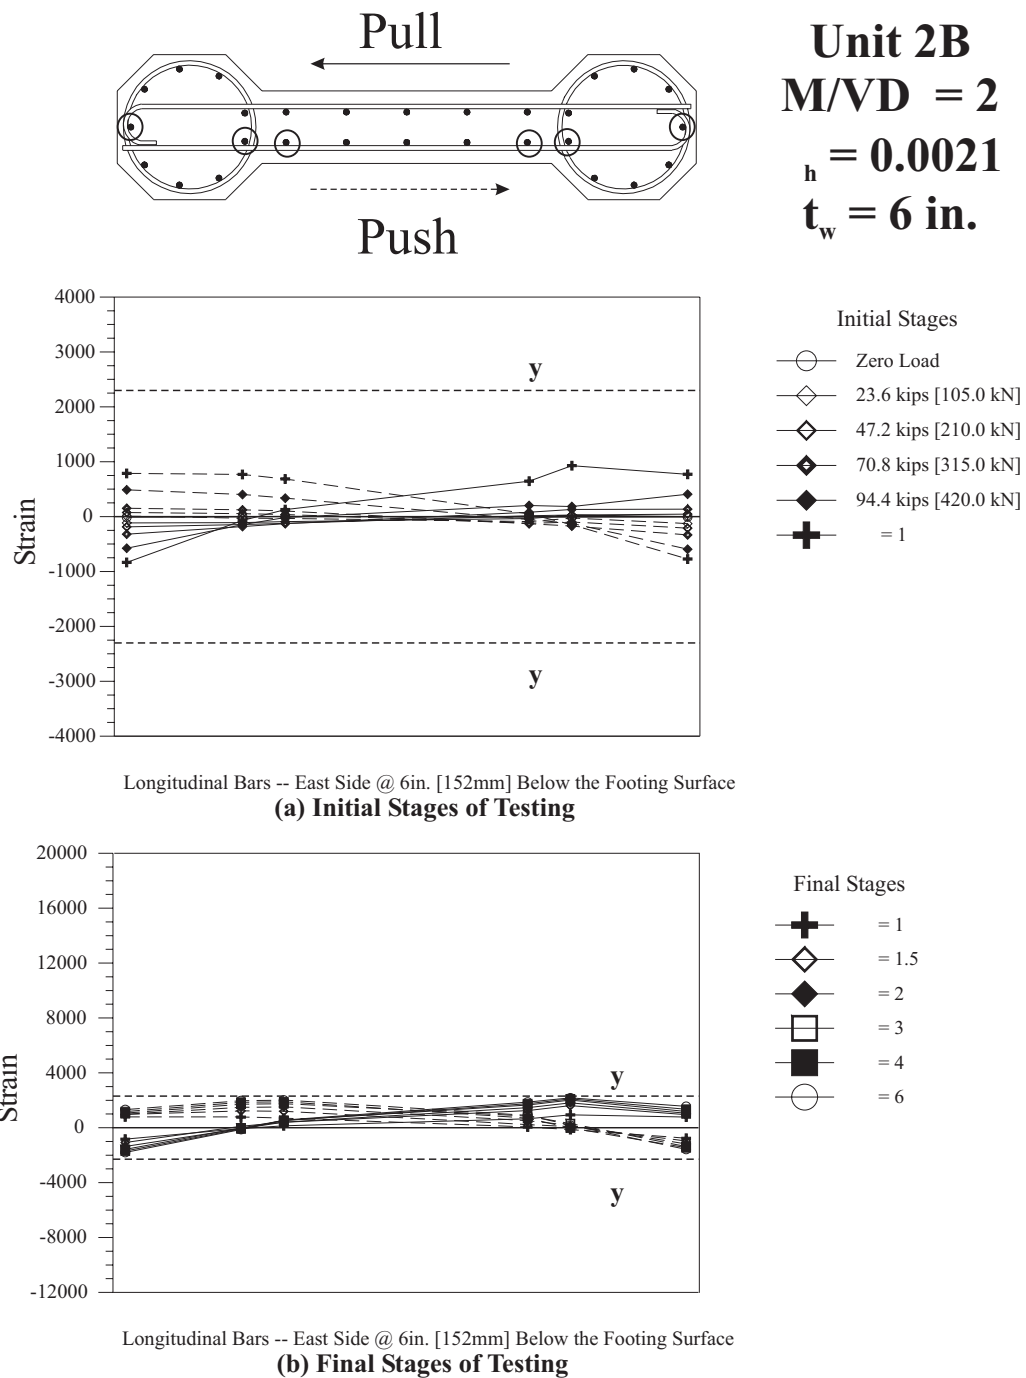 Pull
Push
Unit 2B
M/VD = 2
h = 0.0021
tw = 6 in.
4000
3000
2000
1000
0
-1000
-2000
-3000
-4000
Strain
y
y
Initial Stages
Zero Load
23.6 kips [105.0 kN]
47.2 kips [210.0 kN]
70.8 kips [315.0 kN]
94.4 kips [420.0 kN]
= 1
Longitudinal Bars -- East Side @ 6in. [152mm] Below the Footing Surface
(a) Initial Stages of Testing
20000
16000
12000
8000
4000
0
-4000
-8000
-12000
Strain
y
y
Final Stages
= 1
= 1.5
= 2
= 3
= 4
= 6
Longitudinal Bars -- East Side @ 6in. [152mm] Below the Footing Surface
(b) Final Stages of Testing